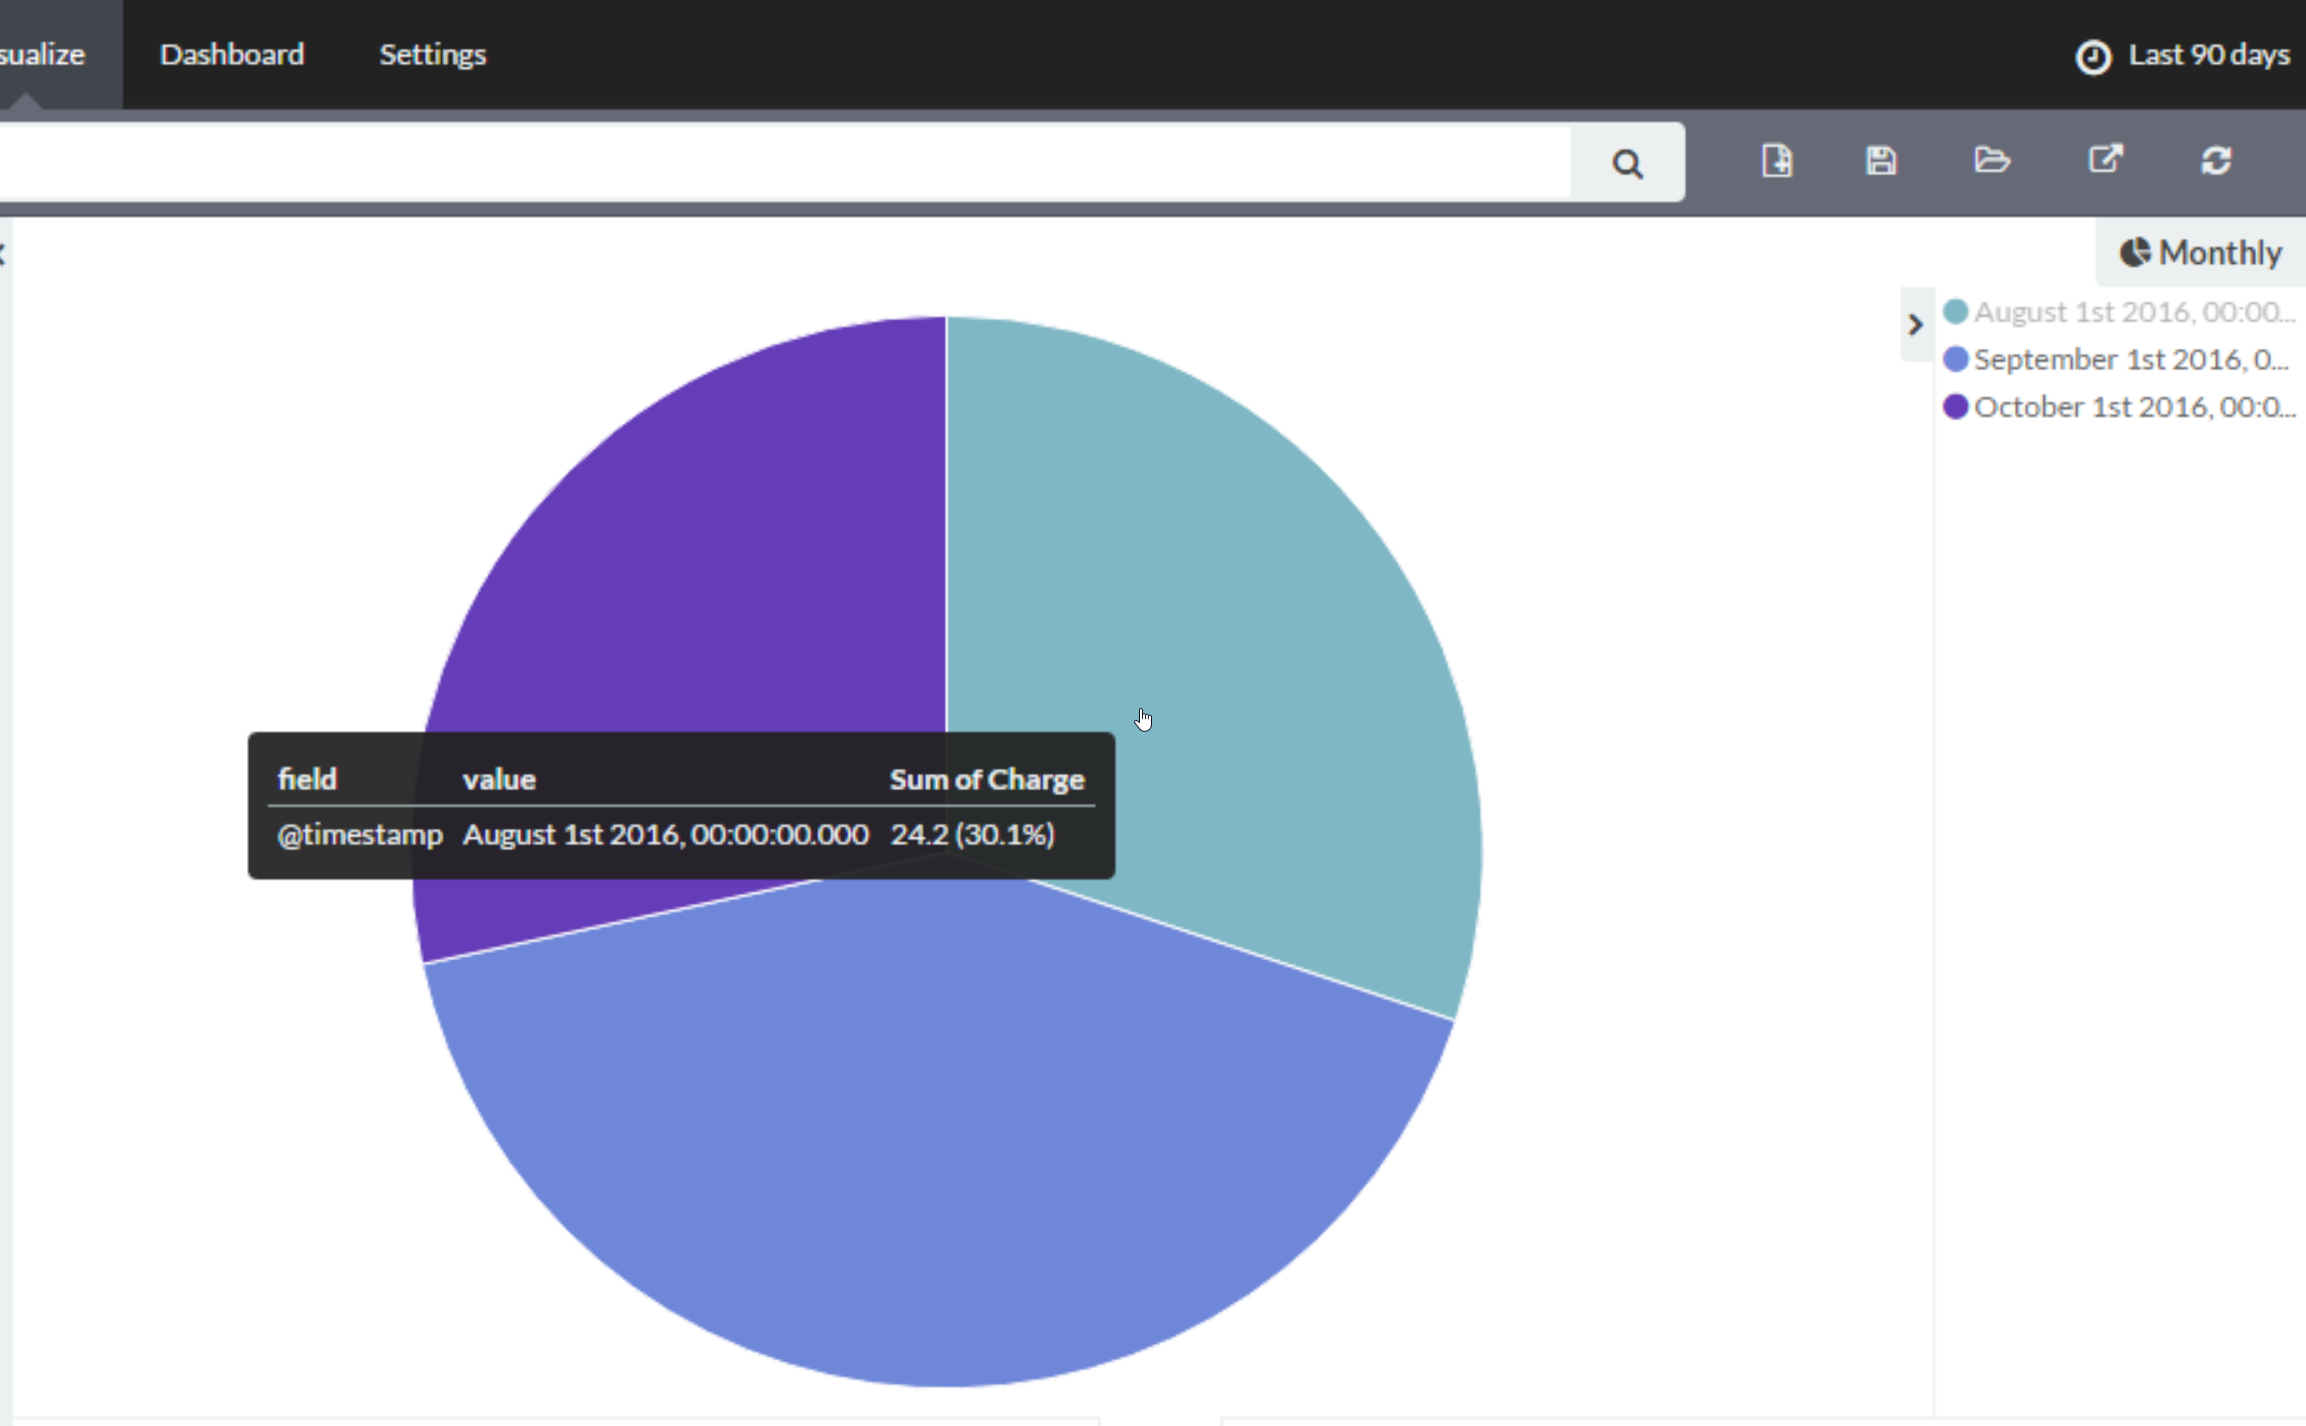 sualize Dashboard Settings Last 90 days
Monthly
August 1st 2016, 00:00...
September 1st 2016, 0...
October 1st 2016, 00:0...
field value Sum of Charge
@timestamp August 1st 2016, 00:00:00.000 24.2 (30.1%)